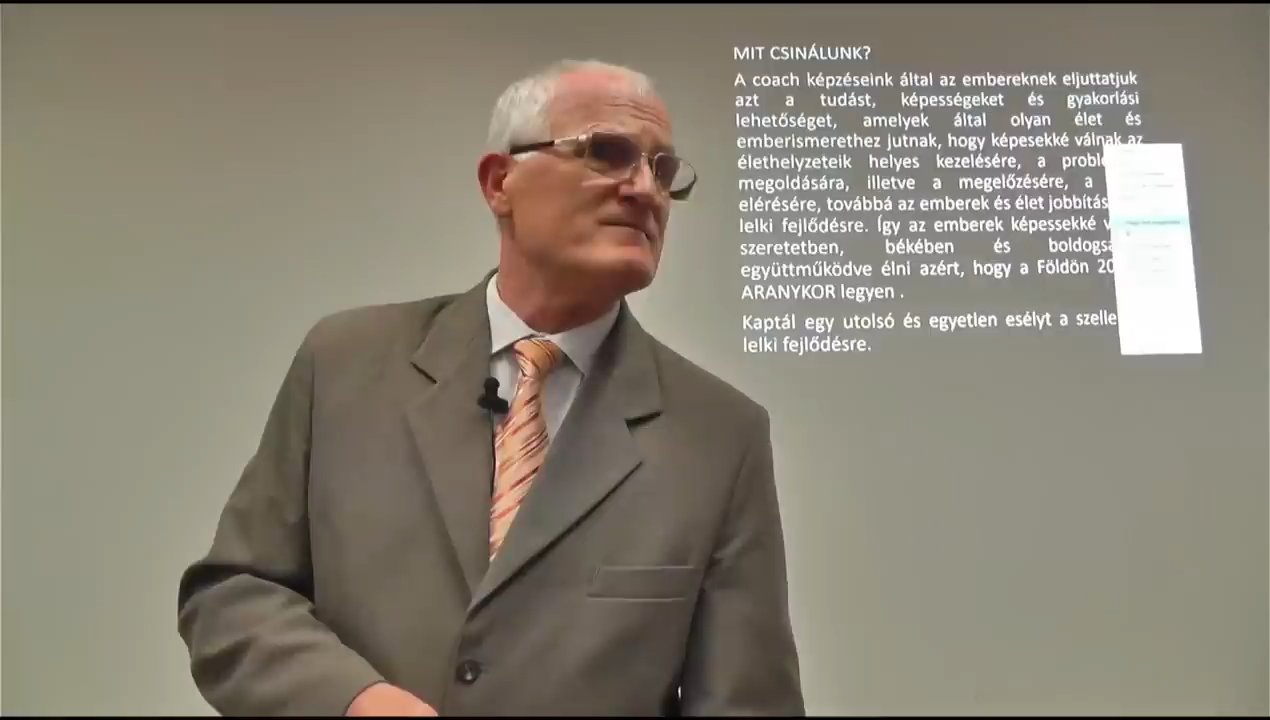 MIT CSINÁLUNK?
A coach képzéseink által az embereknek eljuttatjuk
azt a tudást, képességeket és gyakorlási
lehetőséget, amelyek által olyan élet és
emberismerethez jutnak, hogy képesekké válnak az
élethelyzeteik helyes kezelésére, a
megoldására, illetve a megelőzésére, a
elérésére, továbbá az emberek és élet
lelki fejlődésre. Így az emberek képessekké
szeretetben, békében és
együttműködve élni azért, hogy a Földön
ARANYKOR legyen .
Kaptál egy utolsó és egyetlen esélyt a
lelki fejlődésre.